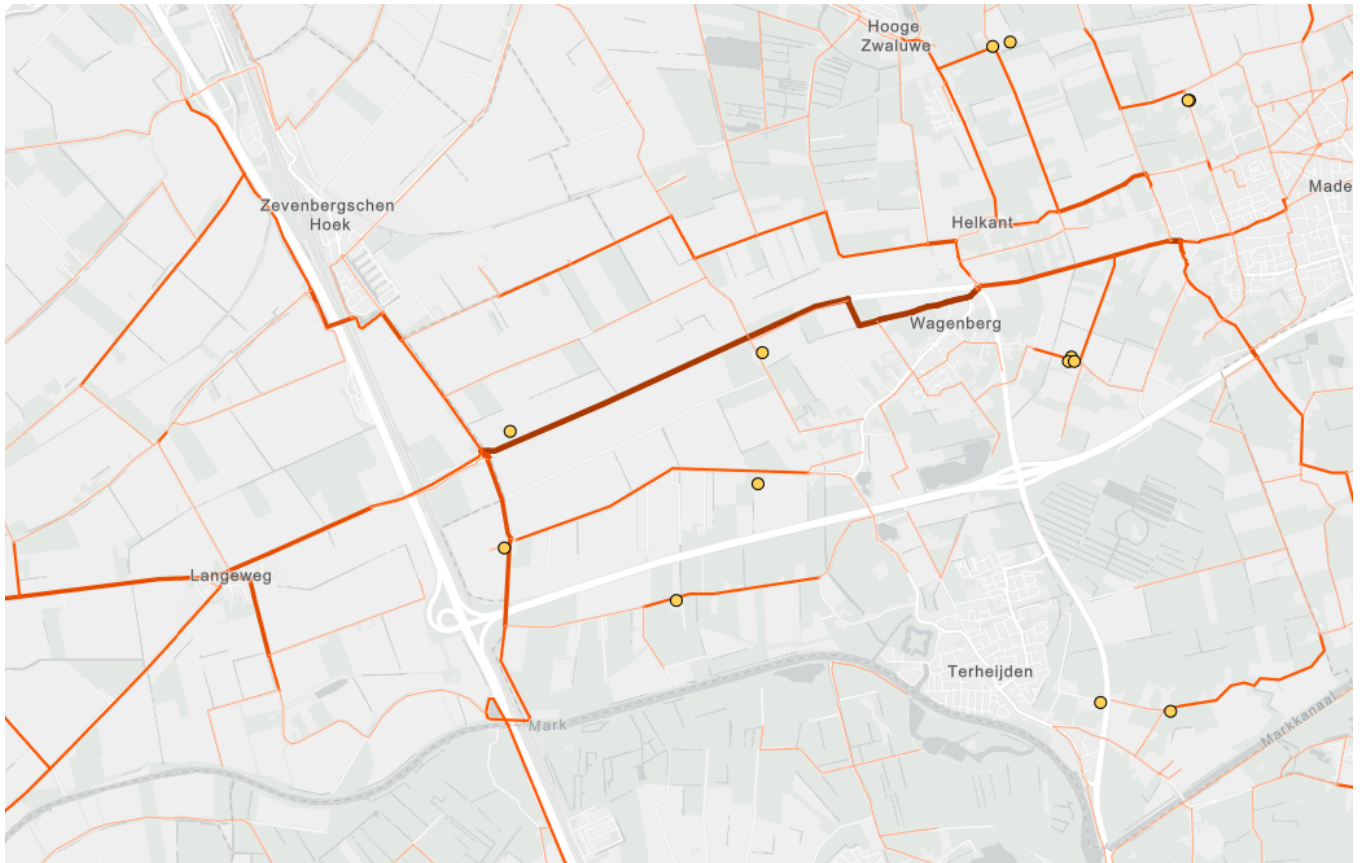 Hooge
Zwaluwe
Zevenbergschen
Hoek
Made
Helkant
Wagenberg
Langeweg
Terheijden
Mark
Markkanaal